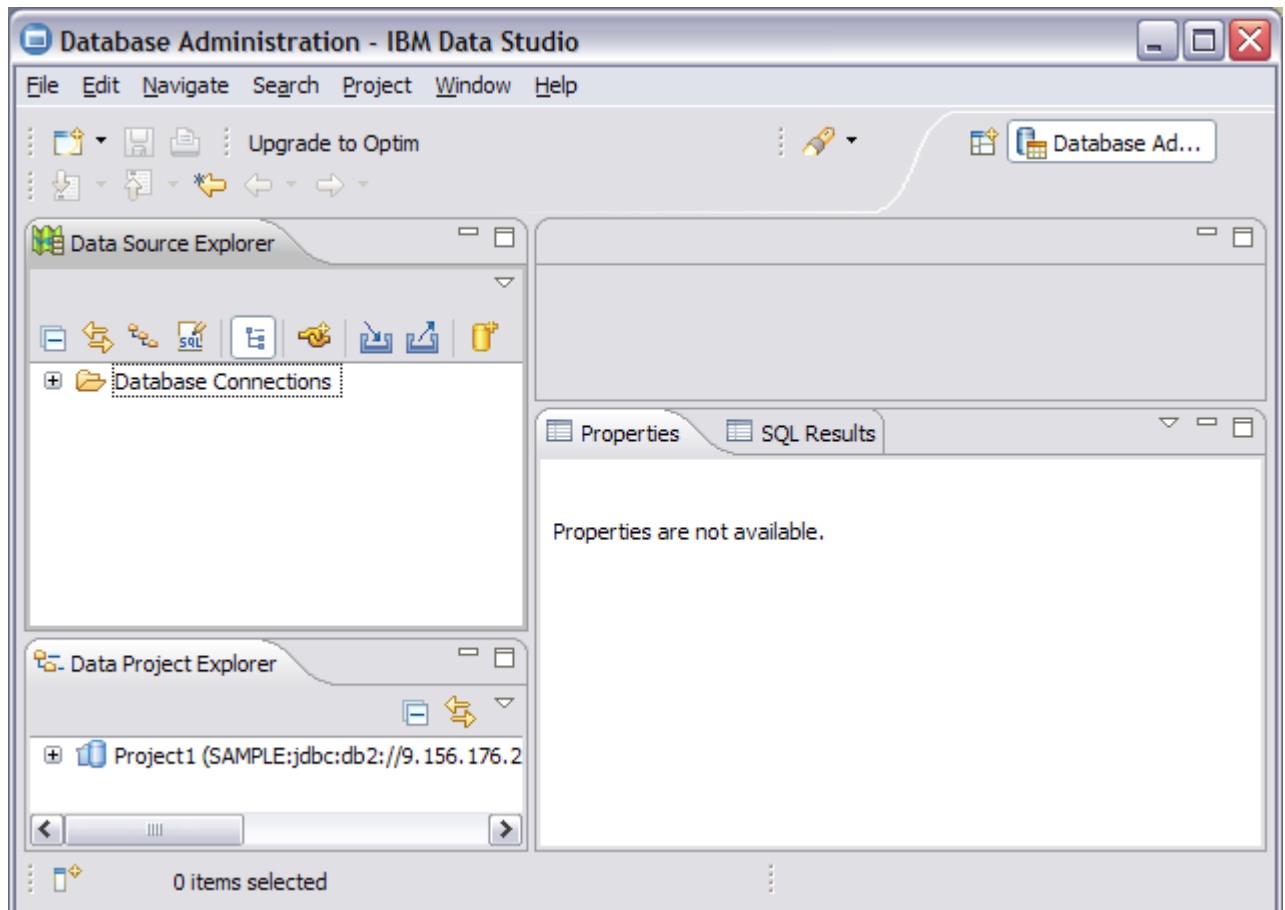 Database Administration - IBM Data Studio
File Edit Navigate Search Project Window Help
Upgrade to Optim
Database Ad...
Data Source Explorer
SQL
Database Connections
Properties SQL Results
Properties are not available.
Data Project Explorer
Project1 (SAMPLE:jdbc:db2://9.156.176.2
0 items selected